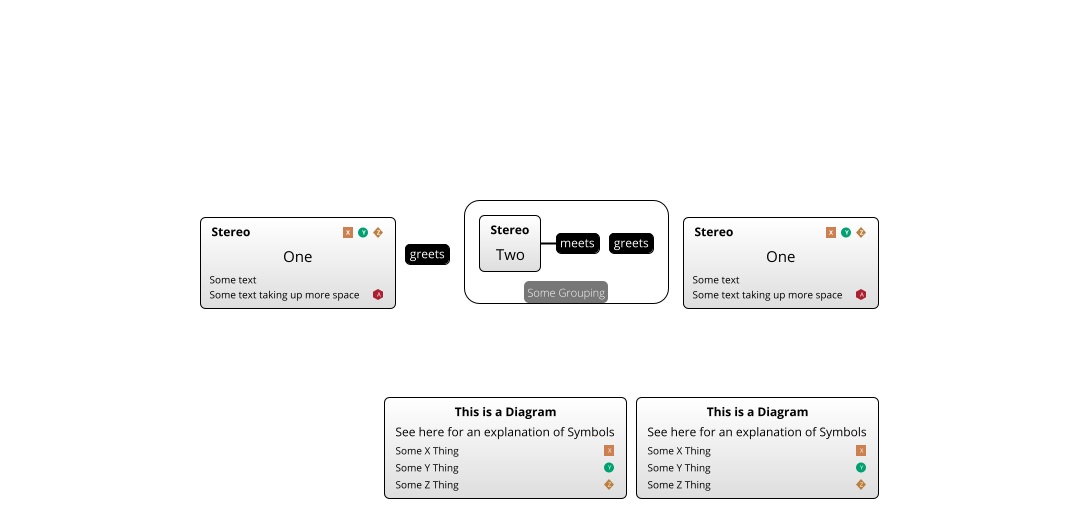 Stereo X Y Z
One
Some text
Some text taking up more space A
greets
Stereo
Two
meets
greets
Some Grouping
Stereo X Y Z
One
Some text
Some text taking up more space A
This is a Diagram
See here for an explanation of Symbols
Some X Thing X
Some Y Thing Y
Some Z Thing Z
This is a Diagram
See here for an explanation of Symbols
Some X Thing X
Some Y Thing Y
Some Z Thing Z